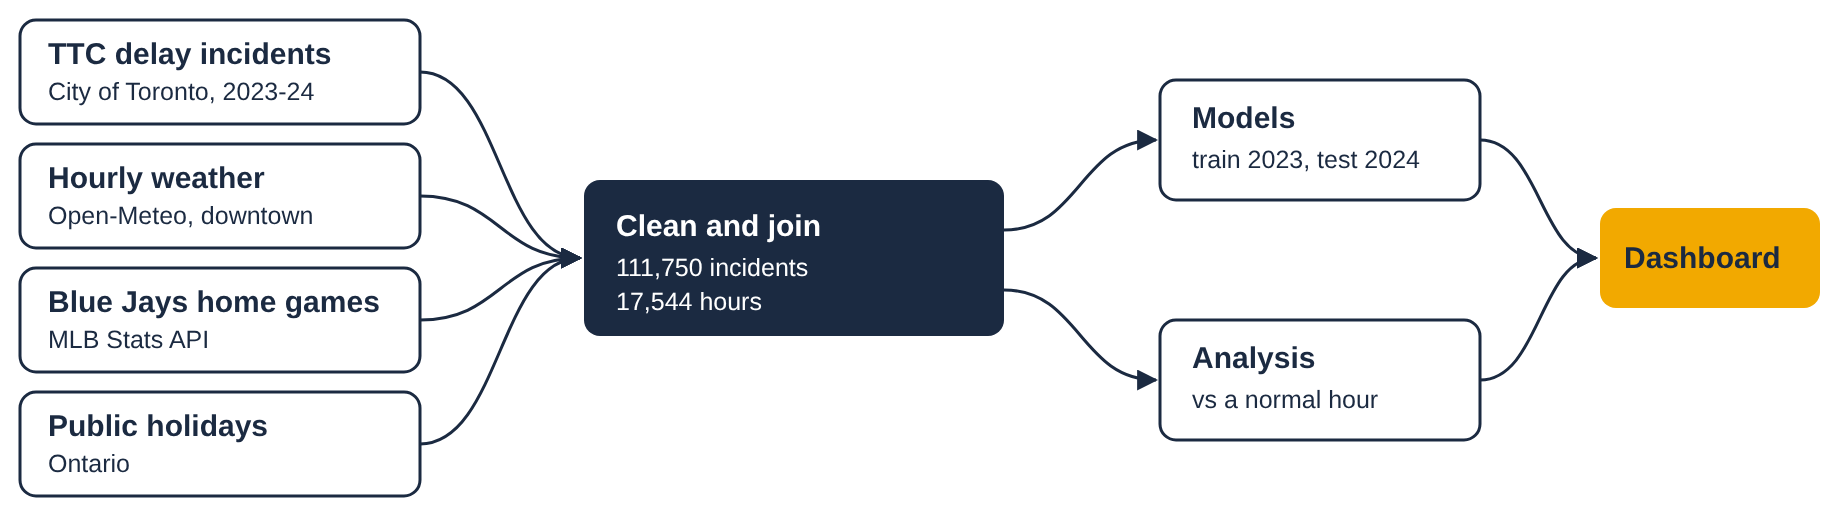 TTC delay incidents
City of Toronto, 2023-24
Hourly weather
Open-Meteo, downtown
Blue Jays home games
MLB Stats API
Public holidays
Ontario
Clean and join
111,750 incidents
17,544 hours
Models
train 2023, test 2024
Analysis
vs a normal hour
Dashboard